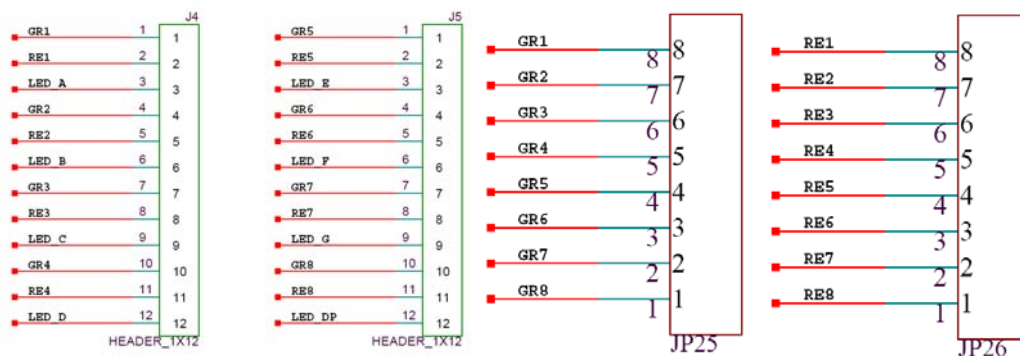 J4
GR1 1 1
RE1 2 2
LED_A 3 3
GR2 4 4
RE2 5 5
LED_B 6 6
GR3 7 7
RE3 8 8
LED_C 9 9
GR4 10 10
RE4 11 11
LED_D 12 12
HEADER_1X12
J5
GR5 1 1
RE5 2 2
LED_E 3 3
GR6 4 4
RE6 5 5
LED_F 6 6
GR7 7 7
RE7 8 8
LED_G 9 9
GR8 10 10
RE8 11 11
LED_DP 12 12
HEADER_1X12
GR1 8 8
GR2 7 7
GR3 6 6
GR4 5 5
GR5 4 4
GR6 3 3
GR7 2 2
GR8 1 1
JP25
RE1 8 8
RE2 7 7
RE3 6 6
RE4 5 5
RE5 4 4
RE6 3 3
RE7 2 2
RE8 1 1
JP26